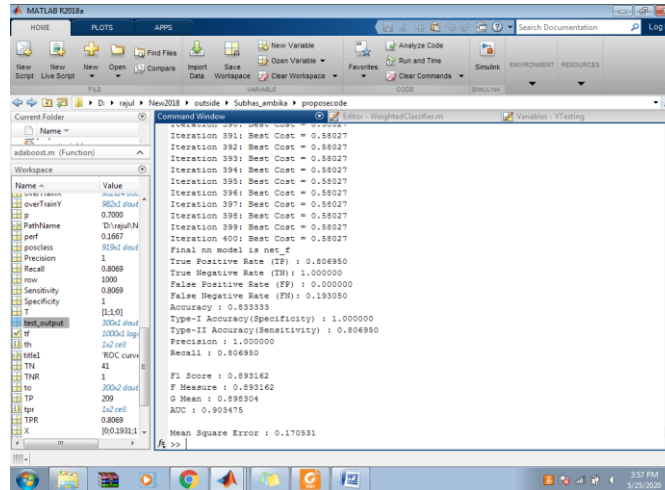 MATLAB R2018a
HOME PLOTS APPS Search Documentation Log
New Script New Live Script New Open Find Files Compare Import Data Save Workspace New Variable Open Variable Clear Workspace Favorites Analyze Code Run and Time Clear Commands Simulink ENVIRONMENT RESOURCES
FILE VARIABLE CODE SIMULINK
D: rajul New2018 outside Subhas_ambika proposecode
Current Folder
Name
adaboost.m (Function)
Workspace
Name Value
overTrainY 982x1 dout
p 0.7000
PathName 'D:\rajul\N
perf 0.1667
posclass 919x1 dout
Precision 1
Recall 0.8069
row 1000
Sensitivity 0.8069
Specificity 1
T [1;1;0]
test_output 300x1 dout
tf 1000x1 logi
th 1x2 cell
title1 'ROC curve
TN 41
TNR 1
to 300x2 dout
TP 209
tpr 1x2 cell
TPR 0.8069
X [0;0.1931;1
Command Window Editor - WeightedClassifier.m Variables - YTesting
Iteration 390: Best Cost = 0.58027
Iteration 391: Best Cost = 0.58027
Iteration 392: Best Cost = 0.58027
Iteration 393: Best Cost = 0.58027
Iteration 394: Best Cost = 0.58027
Iteration 395: Best Cost = 0.58027
Iteration 396: Best Cost = 0.58027
Iteration 397: Best Cost = 0.58027
Iteration 398: Best Cost = 0.58027
Iteration 399: Best Cost = 0.58027
Iteration 400: Best Cost = 0.58027
Final nn model is net_f
True Positive Rate (TP) : 0.806950
True Negative Rate (TN): 1.000000
False Positive Rate (FP) : 0.000000
False Negative Rate (FN): 0.193050
Accuracy : 0.833333
Type-I Accuracy(Specificity) : 1.000000
Type-II Accuracy(Sensitivity) : 0.806950
Precision : 1.000000
Recall : 0.806950
F1 Score : 0.893162
F Measure : 0.893162
G Mean : 0.898304
AUC : 0.903475
Mean Square Error : 0.170531
fx >>
3:57 PM
5/25/2020